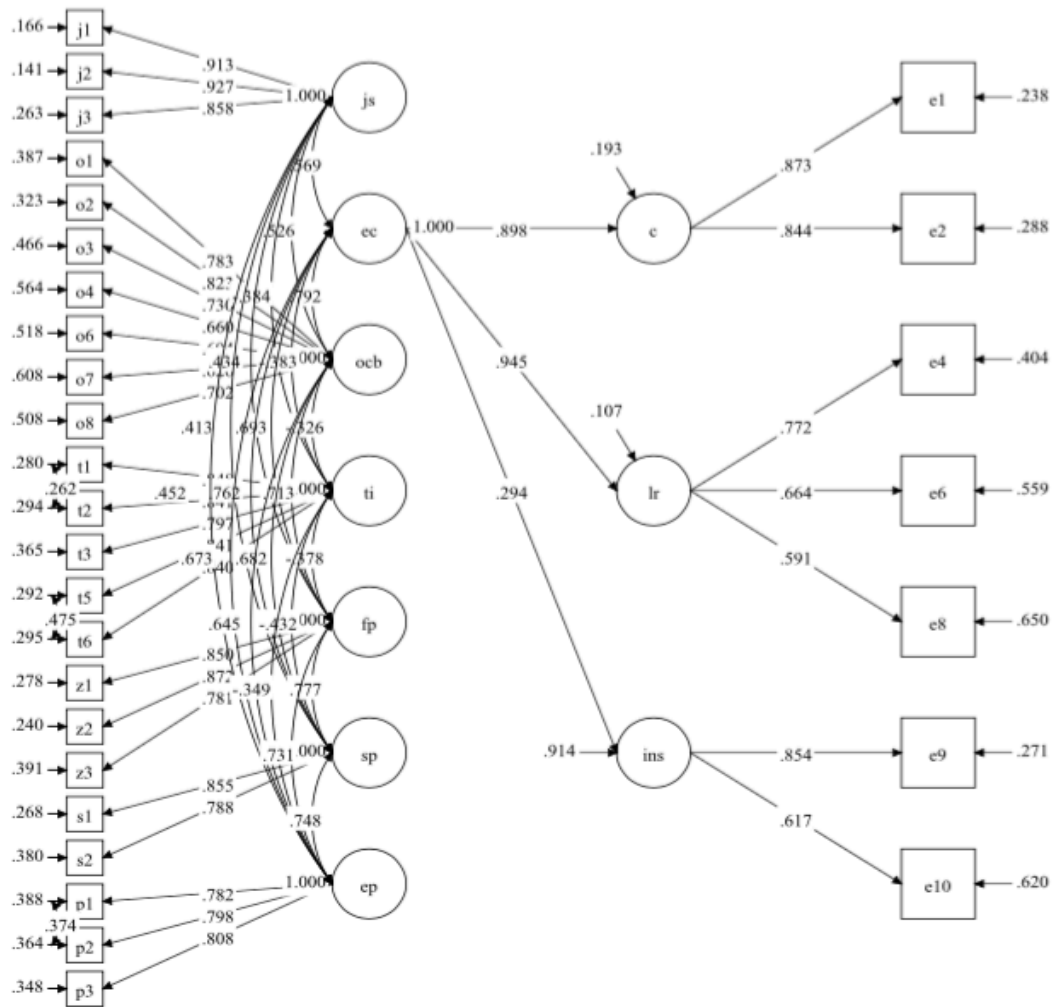 .166 j1
.913
.141 j2
.927
1.000 js
.263 j3
.858
.238
e1
.387 o1
.193
.873
.323 o2
ec 1.000 .898 c
.844 e2 .288
.526
.466 o3
.783
.564 o4
.384
.730
.660
.518 o6
.383
ocb
.434
.945
e4 .404
.608 o7
.702
.107
.772
.508 o8
.413 .693 -.326
.280 t1
.262
.452 .762 .713
ti
.294
lr
.664 e6 .559
.294 t2
.797
.365 t3
.673 .682 -.378
.591
.292 t5
.475
.645 -.432
fp
e8 .650
.295 t6
.850
.278 z1
.872
-.349 .777
.781
.240 z2
.731
sp
.914 ins
.854 e9 .271
.391 z3
.855
.268 s1
.788
.748
.617
.380 s2
1.000 ep
e10 .620
.388 p1
.782
.374
.798
.364 p2
.808
.348 p3